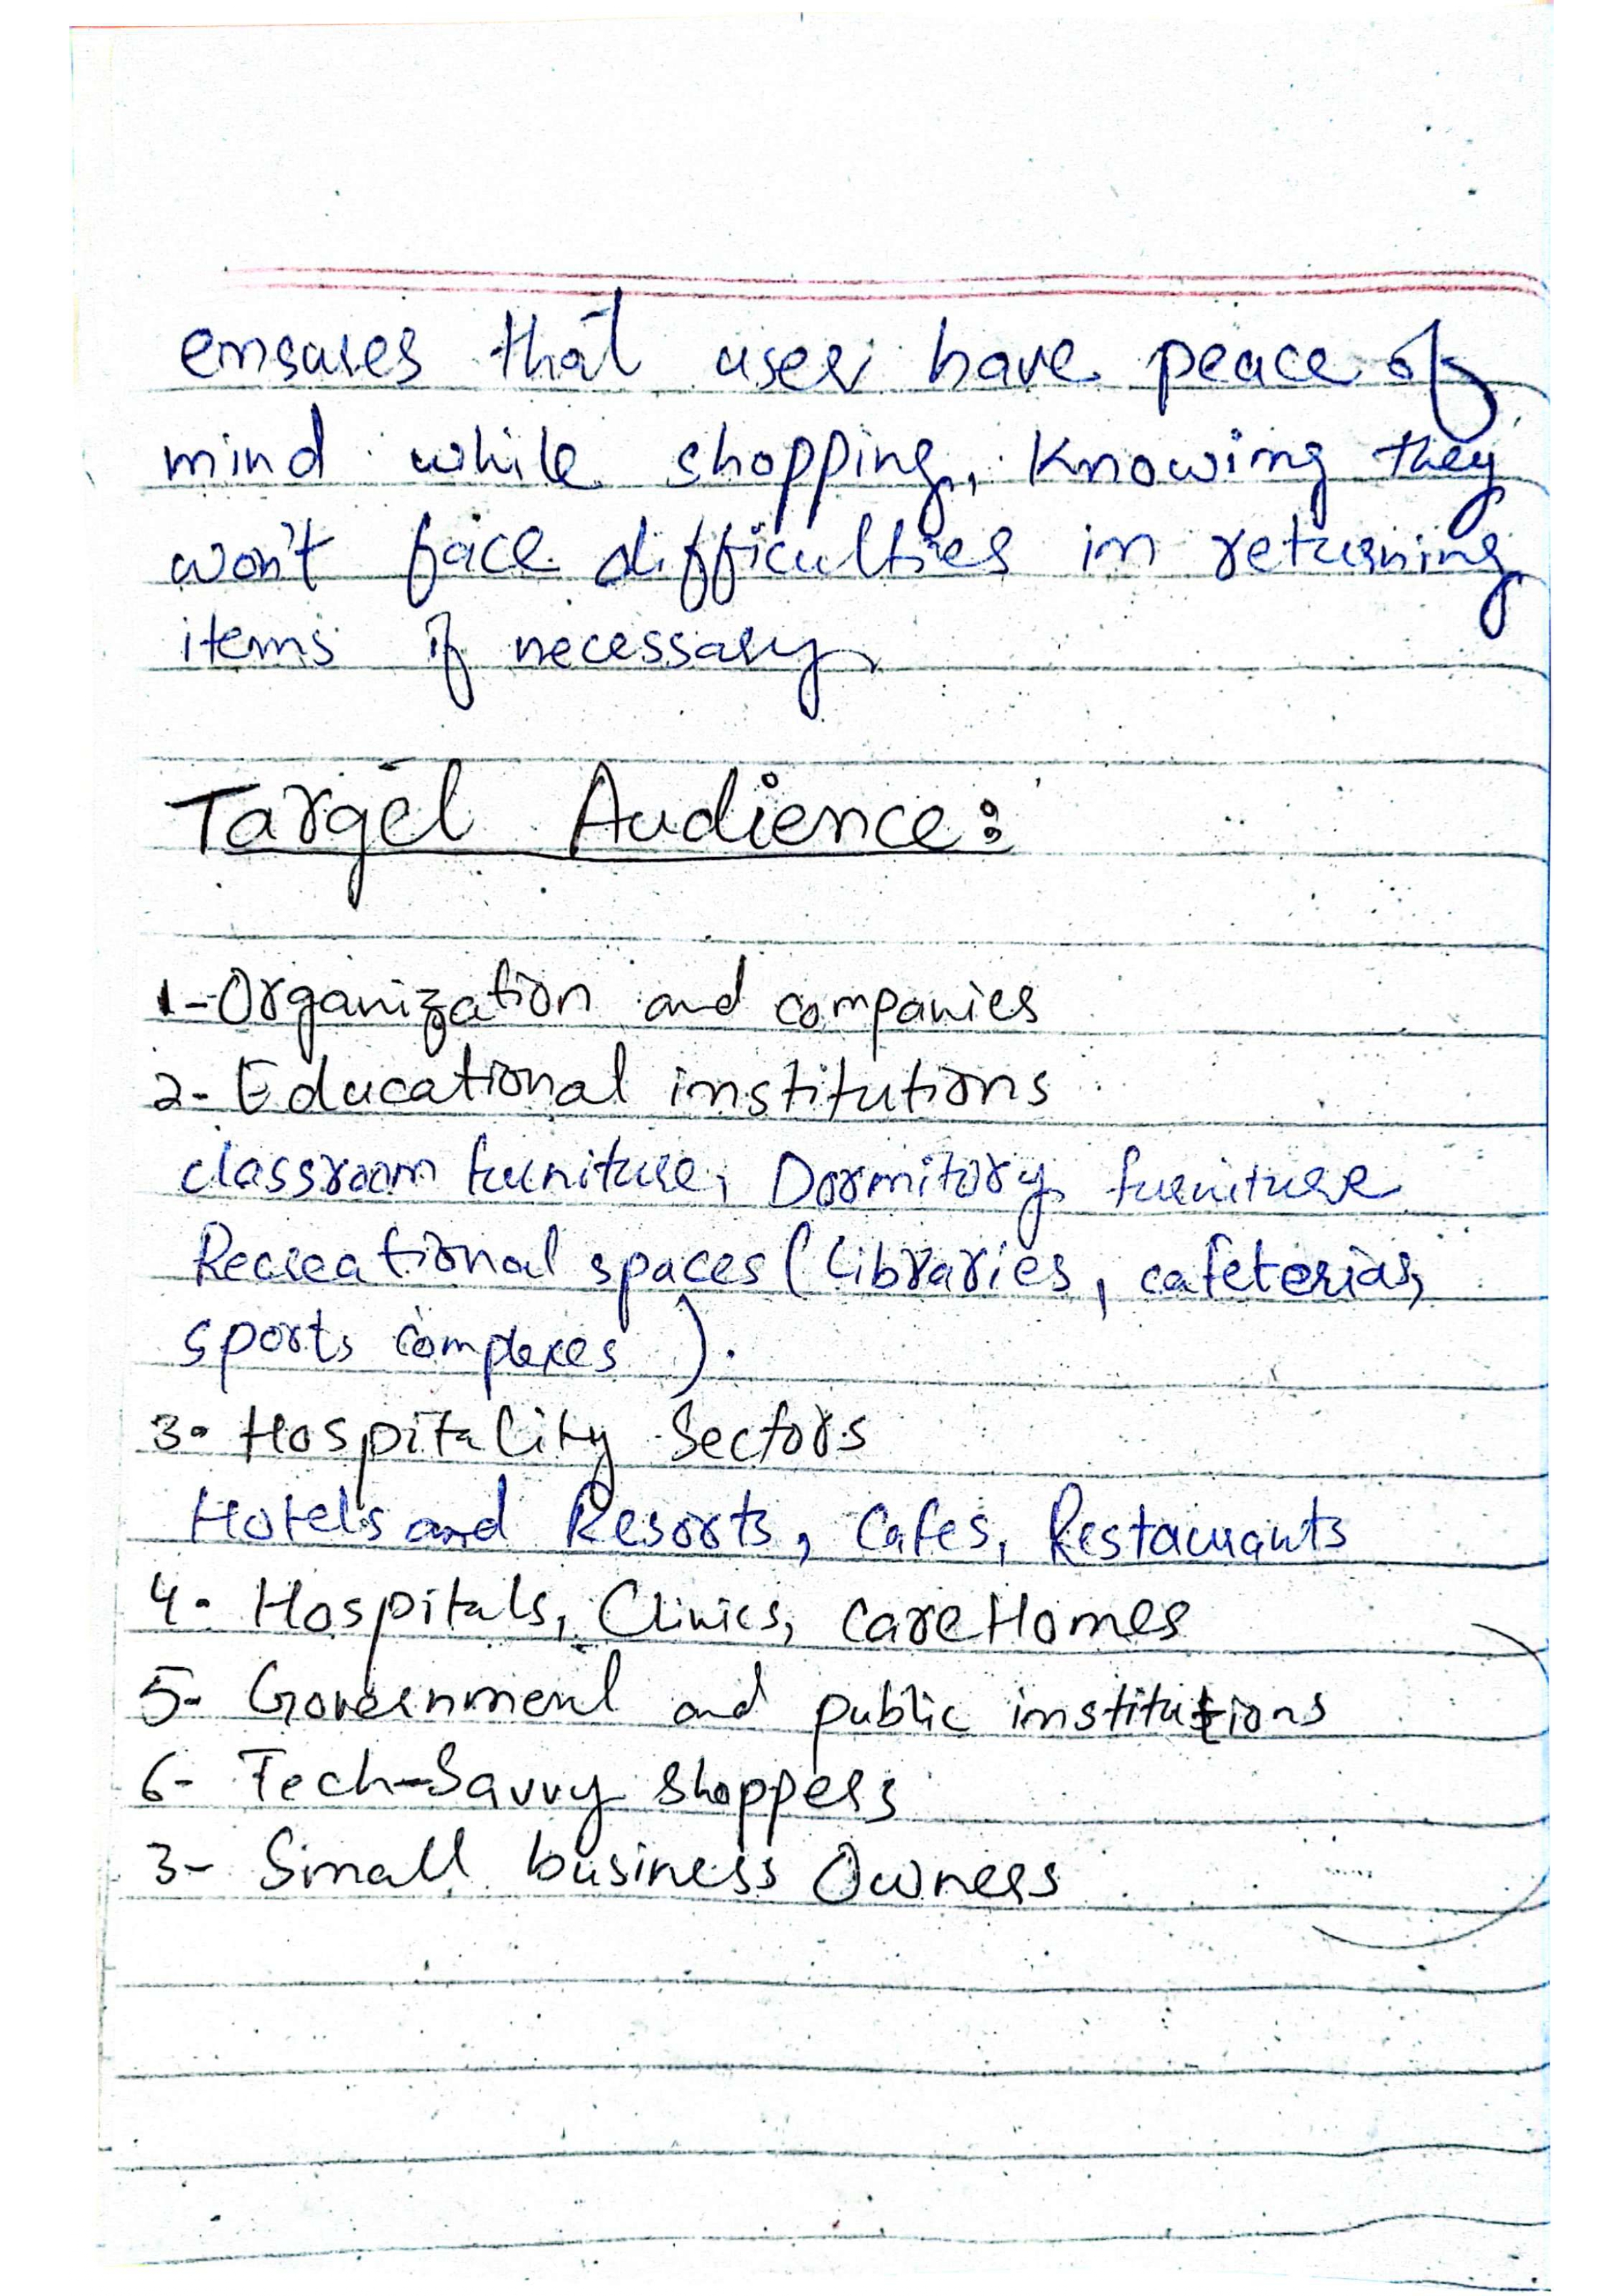 ensures that user have peace of
mind while shopping, Knowing they
won't face difficulties in returning
items if necessary
Target Audience:
1- Organization and companies
2- Educational institutions
classroom furniture, Dormitory furniture
Recreational spaces (libraries, cafeterias,
sports complexes ).
3- Hospitality Sectors
Hotels and Resorts, Cafes, Restaurants
4- Hospitals, Clinics, Care Homes
5- Government and public institutions
6- Tech-Savvy shoppers
3- Small business Owners